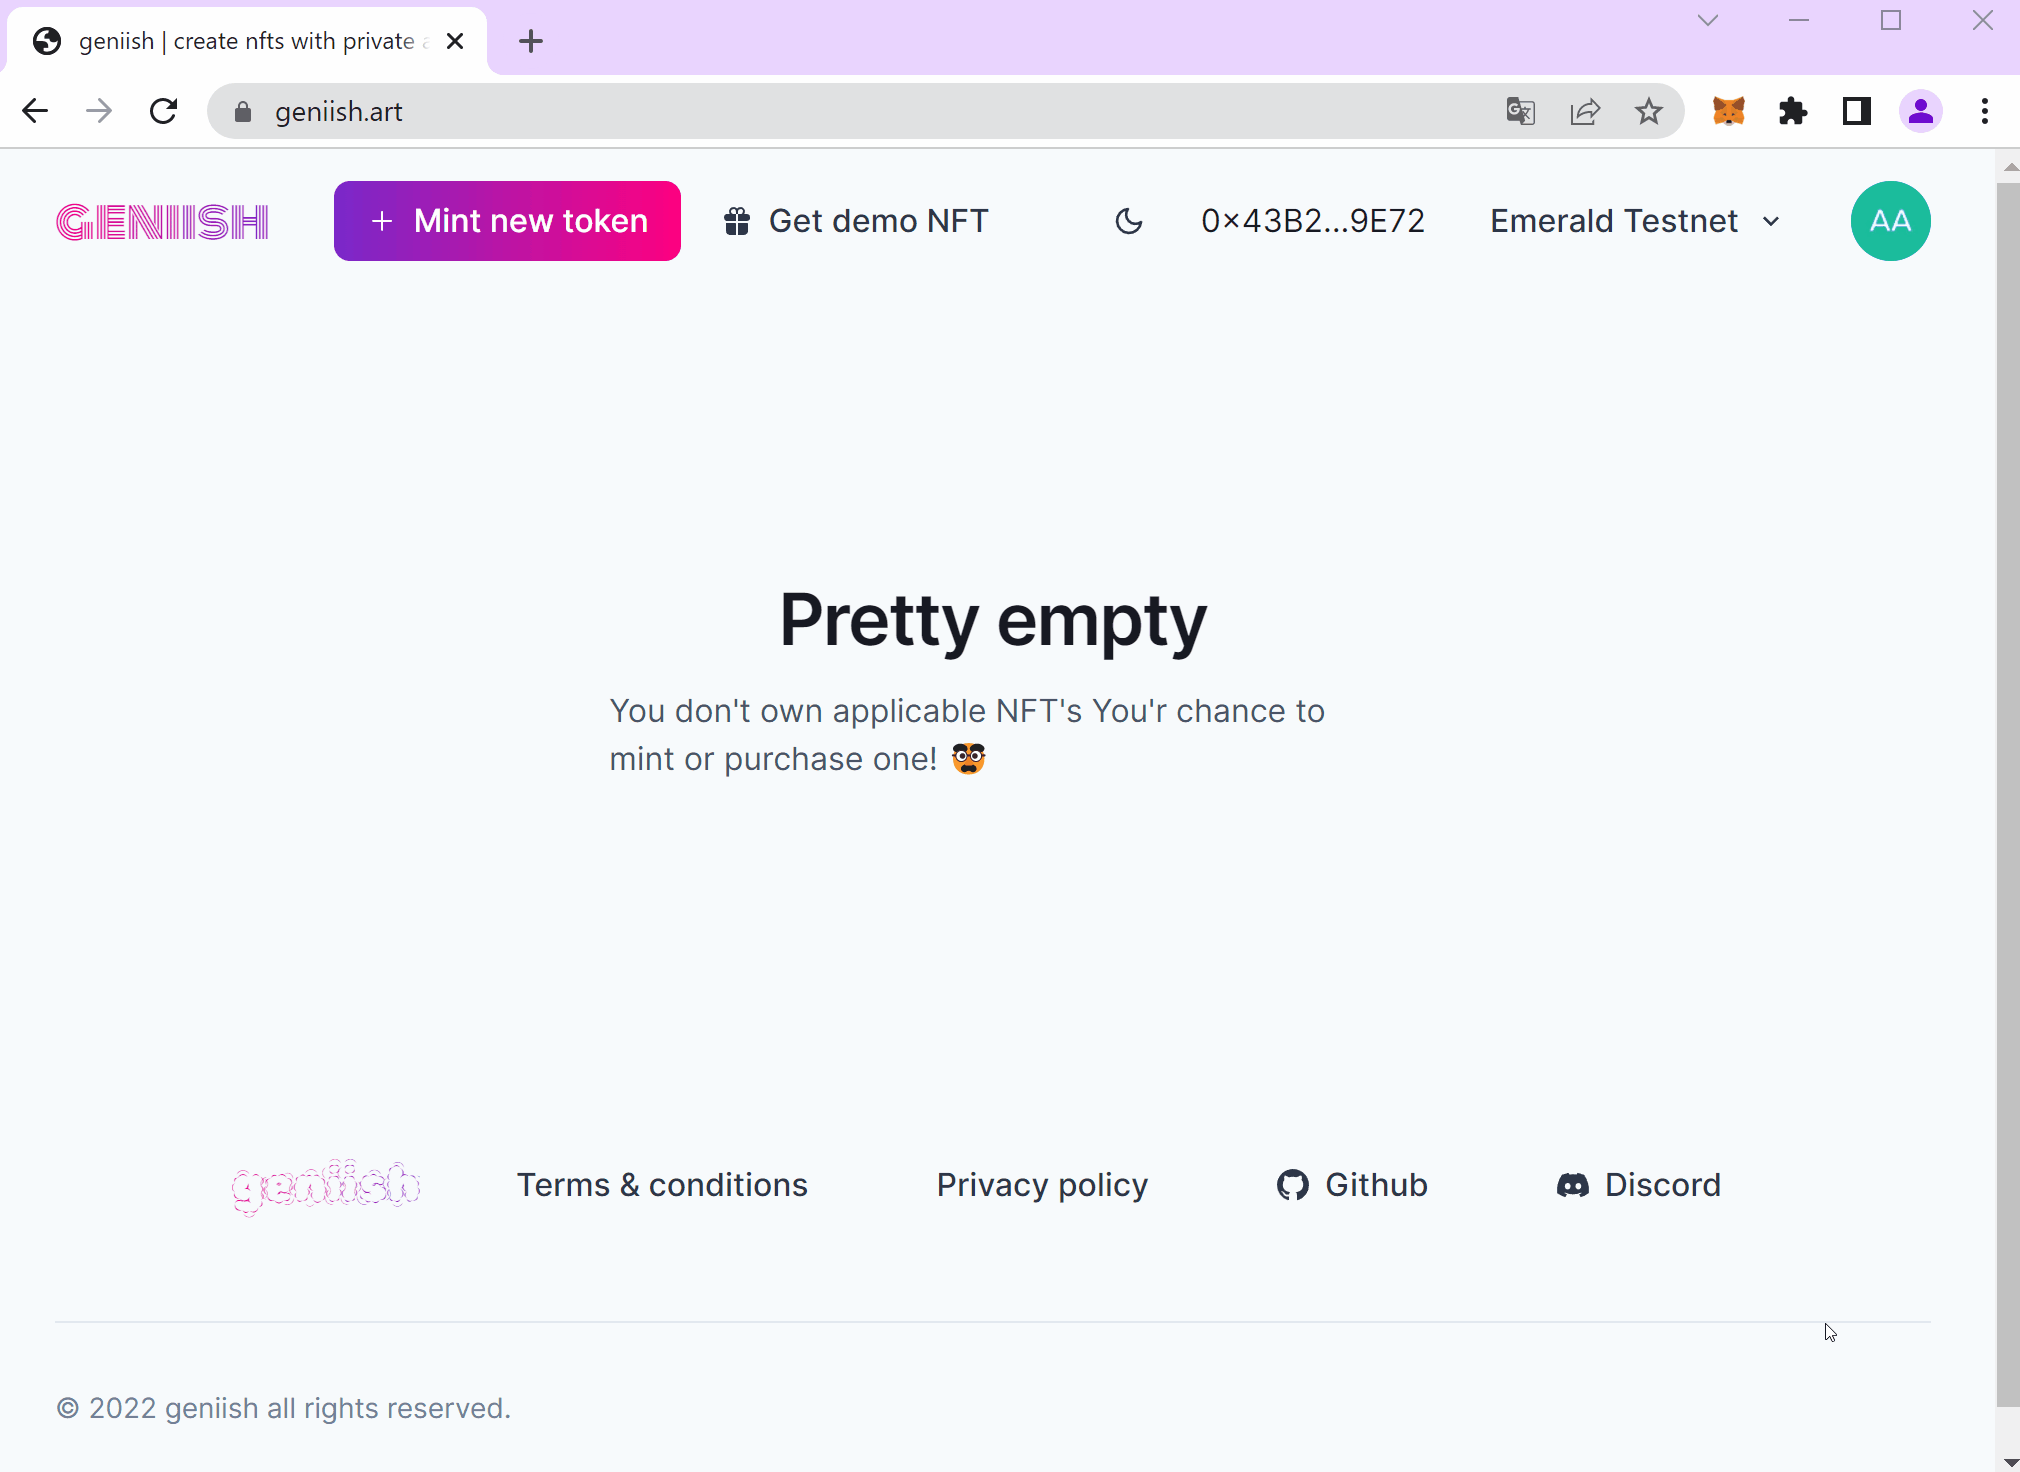 geniish | create nfts with private
geniish.art
GENIISH
Mint new token
Get demo NFT
0×43B2...9E72
Emerald Testnet
AA
Pretty empty
You don't own applicable NFT's You'r chance to
mint or purchase one!
geniish
Terms & conditions
Privacy policy
Github
Discord
© 2022 geniish all rights reserved.